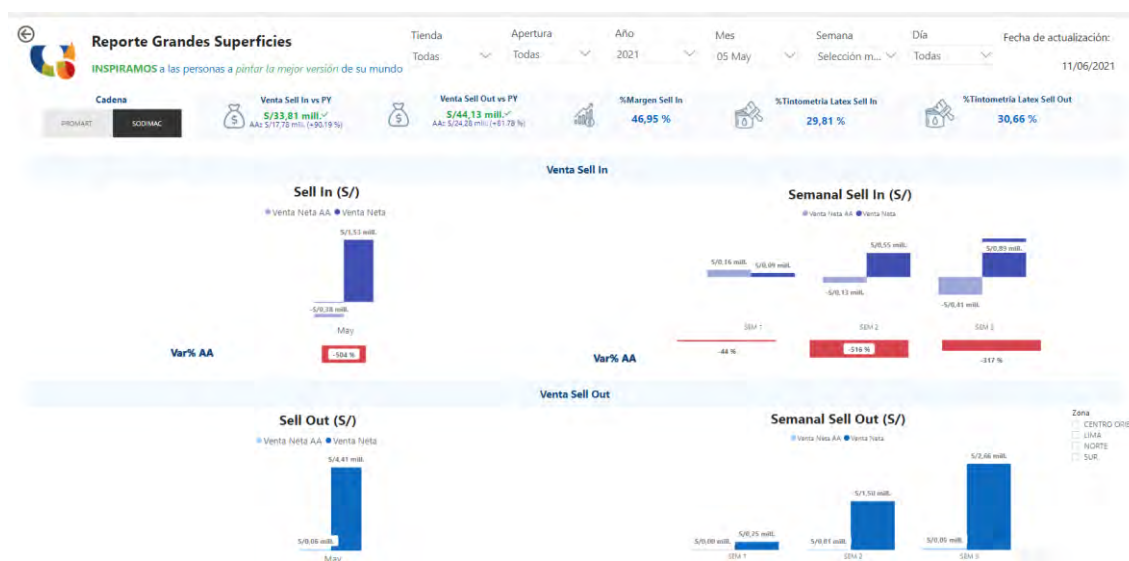 Reporte Grandes Superficies
INSPIRAMOS a las personas a pintar la mejor versión de su mundo
Tienda
Todas
Apertura
Todas
Año
2021
Mes
05 May
Semana
Selección m...
Día
Todas
Fecha de actualización:
11/06/2021
Cadena
PROMART
SODIMAC
Venta Sell In vs PY
S/33,81 mill.✓
AA: S/17,78 mill. (+90.19 %)
Venta Sell Out vs PY
S/44,13 mill.✓
AA: S/24,28 mill. (+81.78 %)
%Margen Sell In
46,95 %
%Tintometría Latex Sell In
29,81 %
%Tintometría Latex Sell Out
30,66 %
Venta Sell In
Sell In (S/)
Venta Neta AA Venta Neta
S/1,53 mill.
-S/0,38 mill.
May
Var% AA
-504 %
Semanal Sell In (S/)
Venta Neta AA Venta Neta
S/0,16 mill.
S/0,09 mill.
S/0,55 mill.
-S/0,13 mill.
S/0,89 mill.
-S/0,41 mill.
SEM 1
SEM 2
SEM 3
Var% AA
-44 %
-516 %
-317 %
Venta Sell Out
Sell Out (S/)
Venta Neta AA Venta Neta
S/4,41 mill.
S/0,06 mill.
May
Semanal Sell Out (S/)
Venta Neta AA Venta Neta
S/0,00 mill.
S/0,25 mill.
S/0,01 mill.
S/1,50 mill.
S/0,05 mill.
S/2,66 mill.
SEM 1
SEM 2
SEM 3
Zona
CENTRO ORIE
LIMA
NORTE
SUR